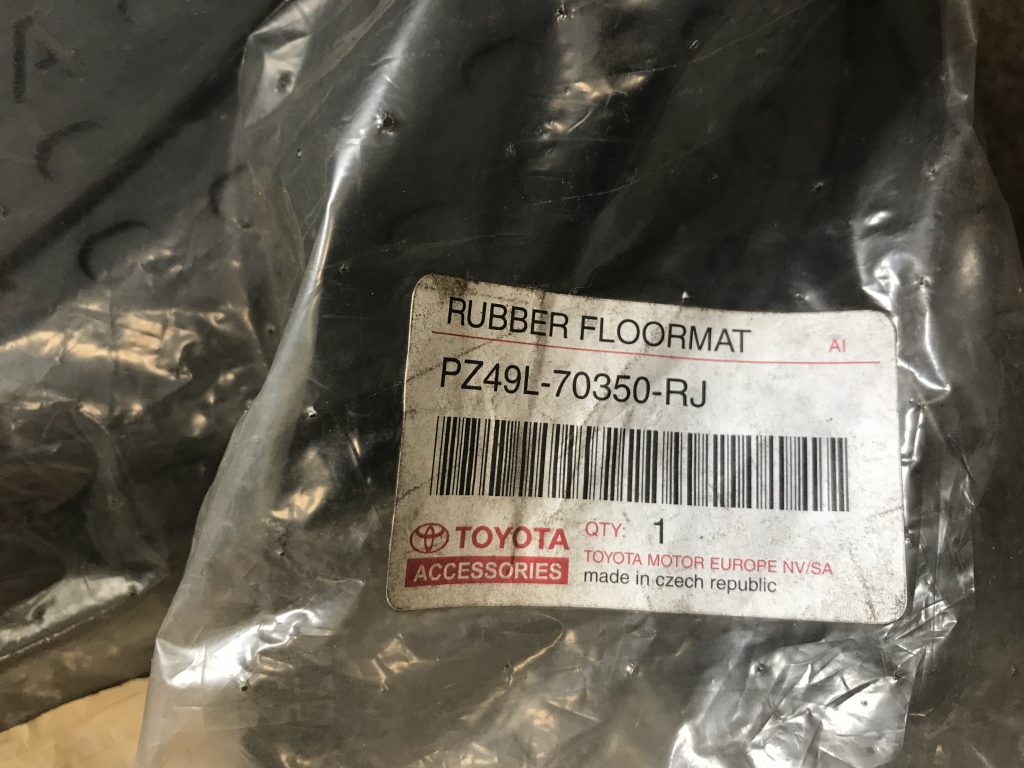 RUBBER FLOORMAT
AI
PZ49L-70350-RJ
TOYOTA
ACCESSORIES
QTY: 1
TOYOTA MOTOR EUROPE NV/SA
made in czech republic